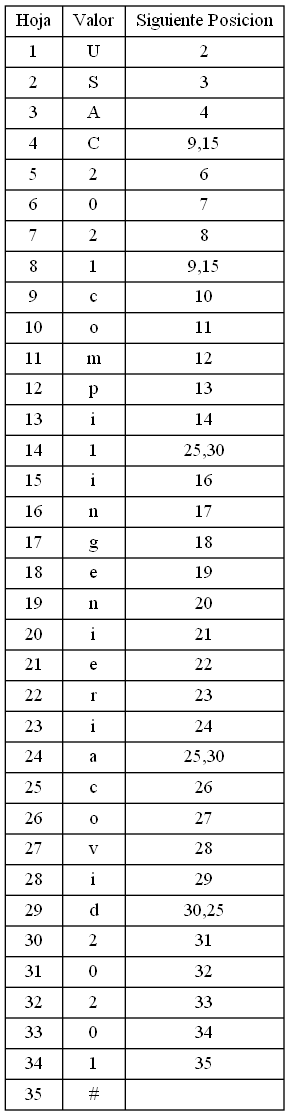 Hoja Valor Siguiente Posicion
1 U 2
2 S 3
3 A 4
4 C 9,15
5 2 6
6 0 7
7 2 8
8 1 9,15
9 c 10
10 o 11
11 m 12
12 p 13
13 i 14
14 1 25,30
15 i 16
16 n 17
17 g 18
18 e 19
19 n 20
20 i 21
21 e 22
22 r 23
23 i 24
24 a 25,30
25 c 26
26 o 27
27 v 28
28 i 29
29 d 30,25
30 2 31
31 0 32
32 2 33
33 0 34
34 1 35
35 #